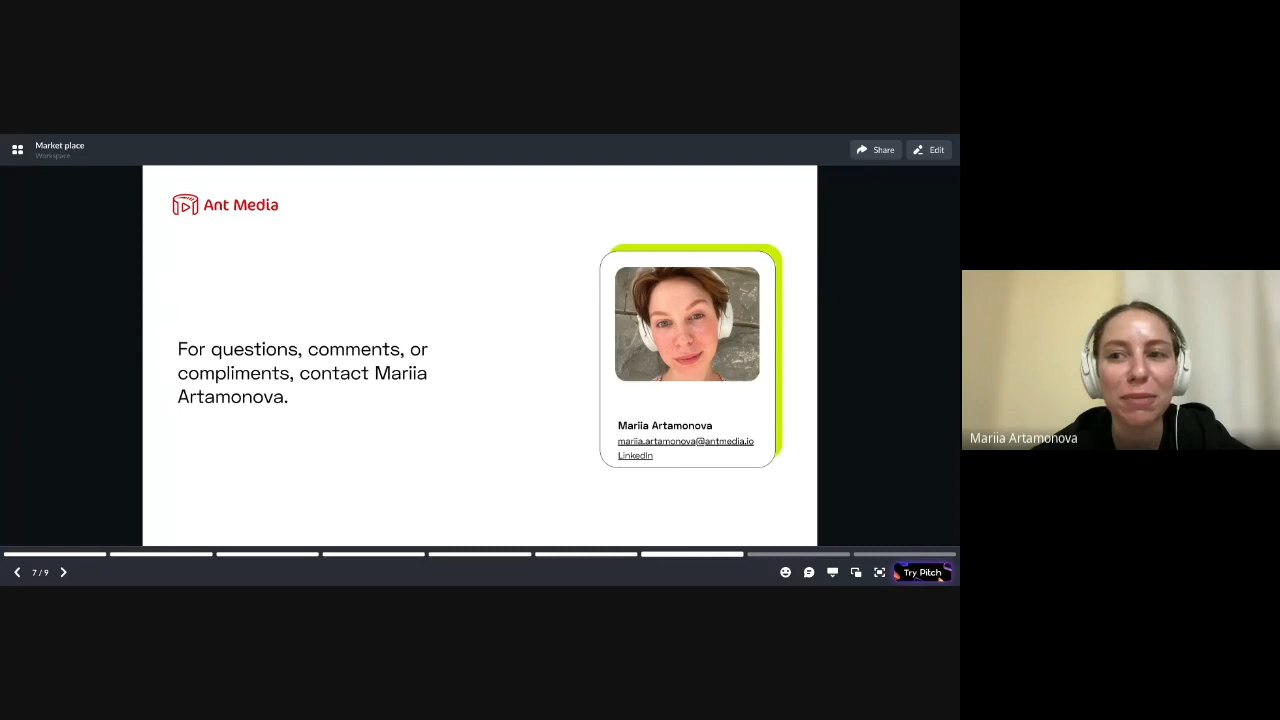 Market place
Workspace
Share
Edit
Ant Media
For questions, comments, or
compliments, contact Mariia
Artamonova.
Mariia Artamonova
mariia.artamonova@antmedia.io
LinkedIn
Mariia Artamonova
7 / 9
Try Pitch